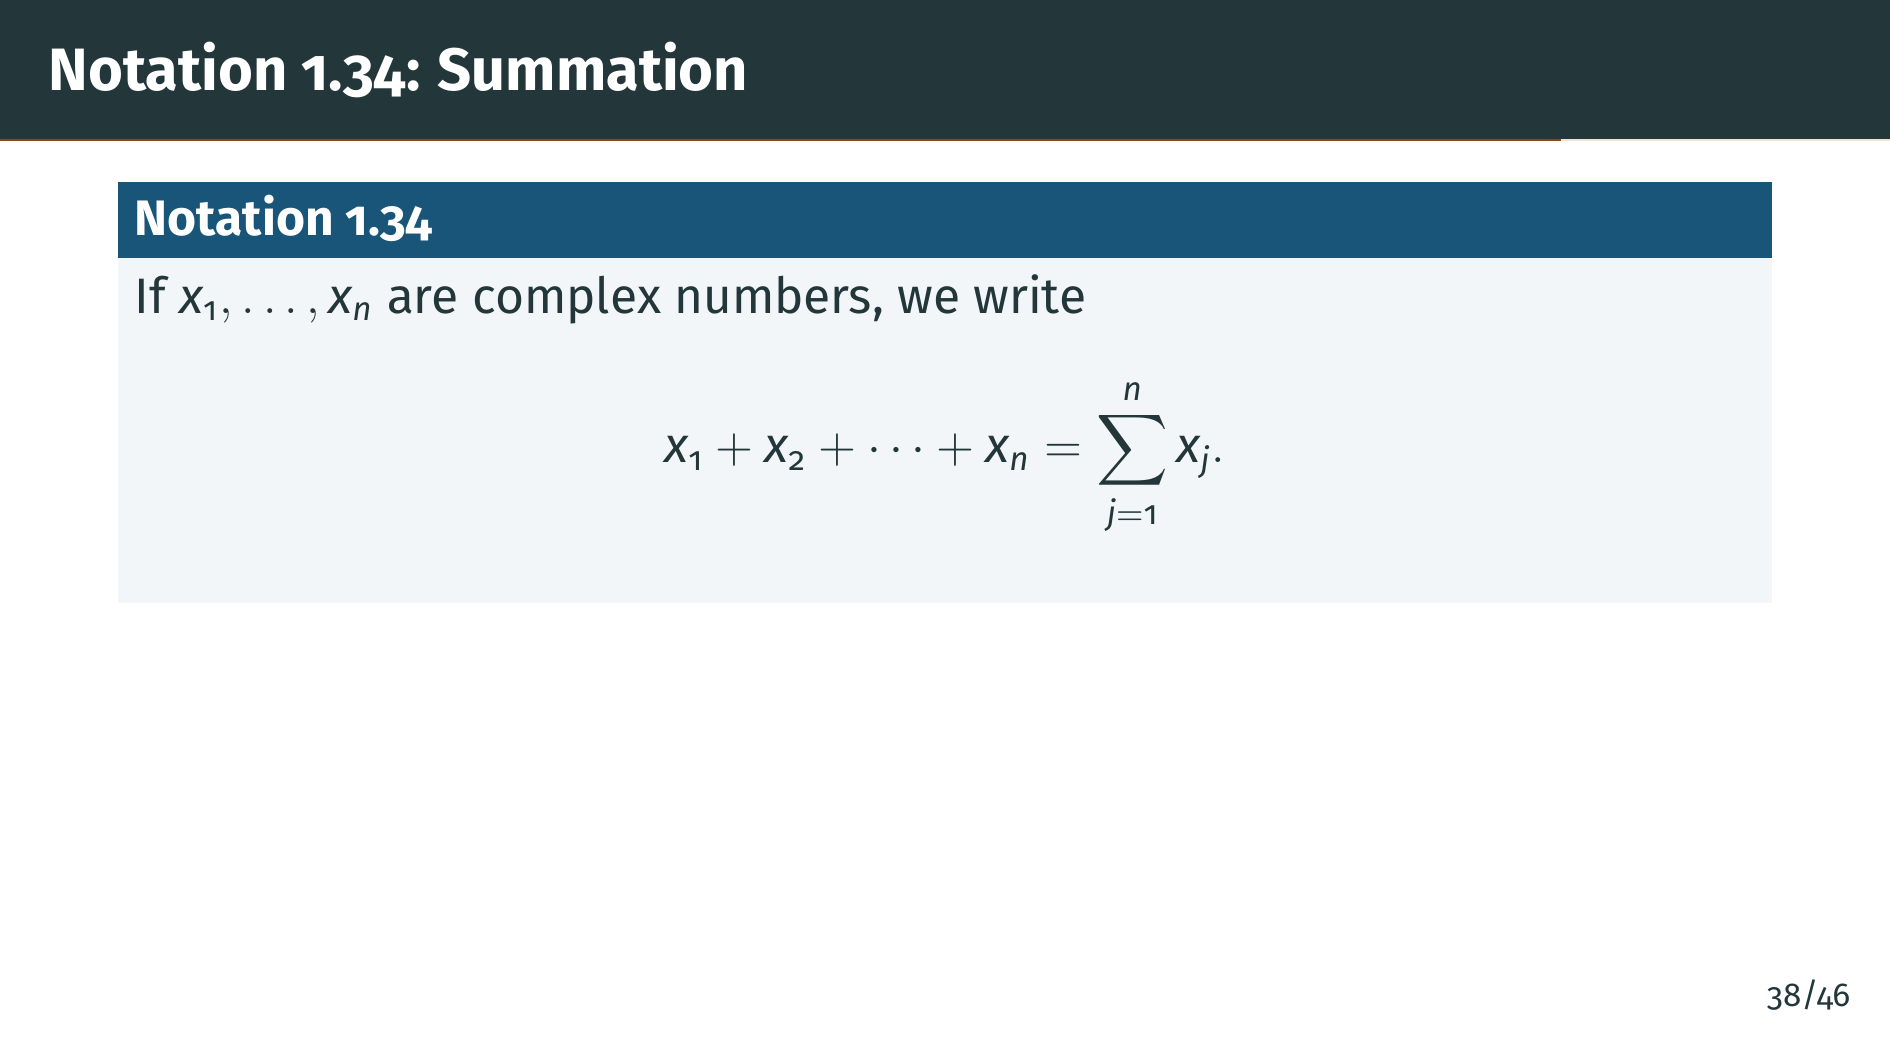 Notation 1.34: Summation
Notation 1.34
If x₁, . . . , xₙ are complex numbers, we write
x₁ + x₂ + · · · + xₙ = ∑ⁿⱼ₌₁ xⱼ.
38/46